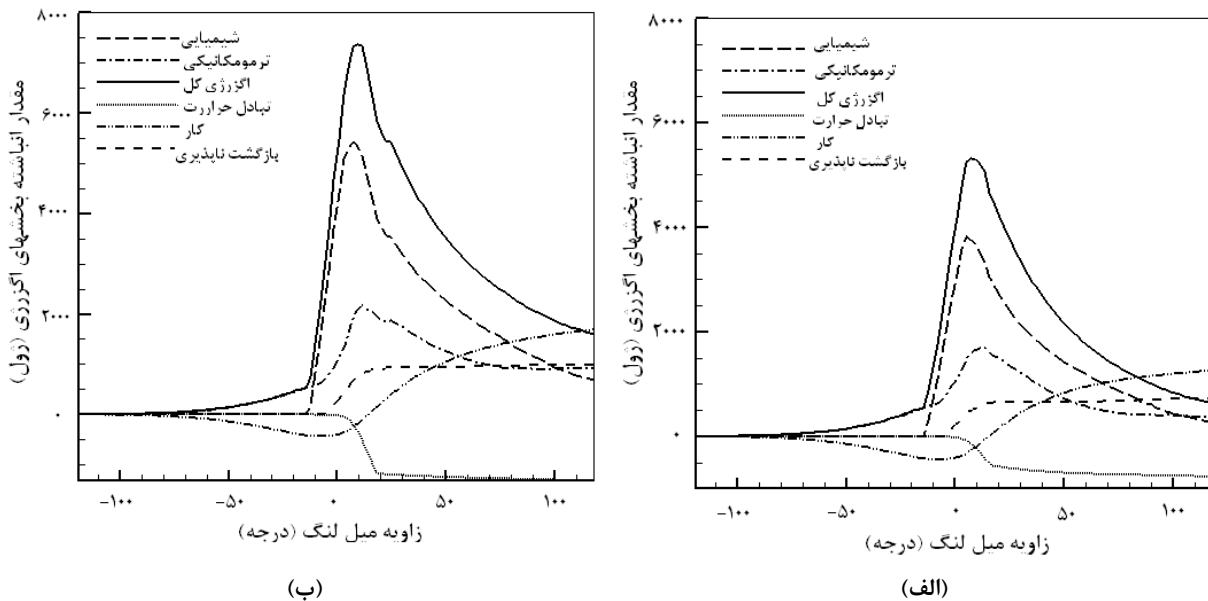 مقدار انباشته بخشهای اگزرژی (ژول)
۸۰۰۰
۶۰۰۰
۴۰۰۰
۲۰۰۰
۰
شیمیایی
ترمومکانیکی
اگزرژی کل
تبادل حرارت
کار
بازگشت ناپذیری
-۱۰۰
-۵۰
۰
۵۰
۱۰۰
زاویه میل لنگ (درجه)
(الف)
مقدار انباشته بخشهای اگزرژی (ژول)
۸۰۰۰
۶۰۰۰
۴۰۰۰
۲۰۰۰
۰
شیمیایی
ترمومکانیکی
اگزرژی کل
تبادل حرارت
کار
بازگشت ناپذیری
-۱۰۰
-۵۰
۰
۵۰
۱۰۰
زاویه میل لنگ (درجه)
(ب)